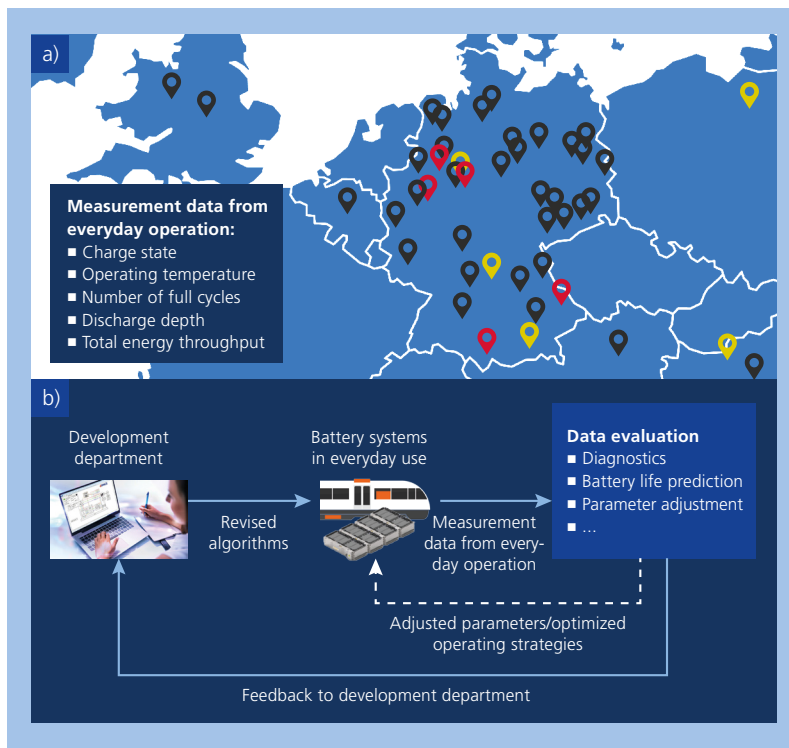 a)
Measurement data from
everyday operation:
■ Charge state
■ Operating temperature
■ Number of full cycles
■ Discharge depth
■ Total energy throughput
b)
Development
department
Revised
algorithms
Battery systems
in everyday use
Measurement
data from every-
day operation
Data evaluation
■ Diagnostics
■ Battery life prediction
■ Parameter adjustment
■ ...
Adjusted parameters/optimized
operating strategies
Feedback to development department